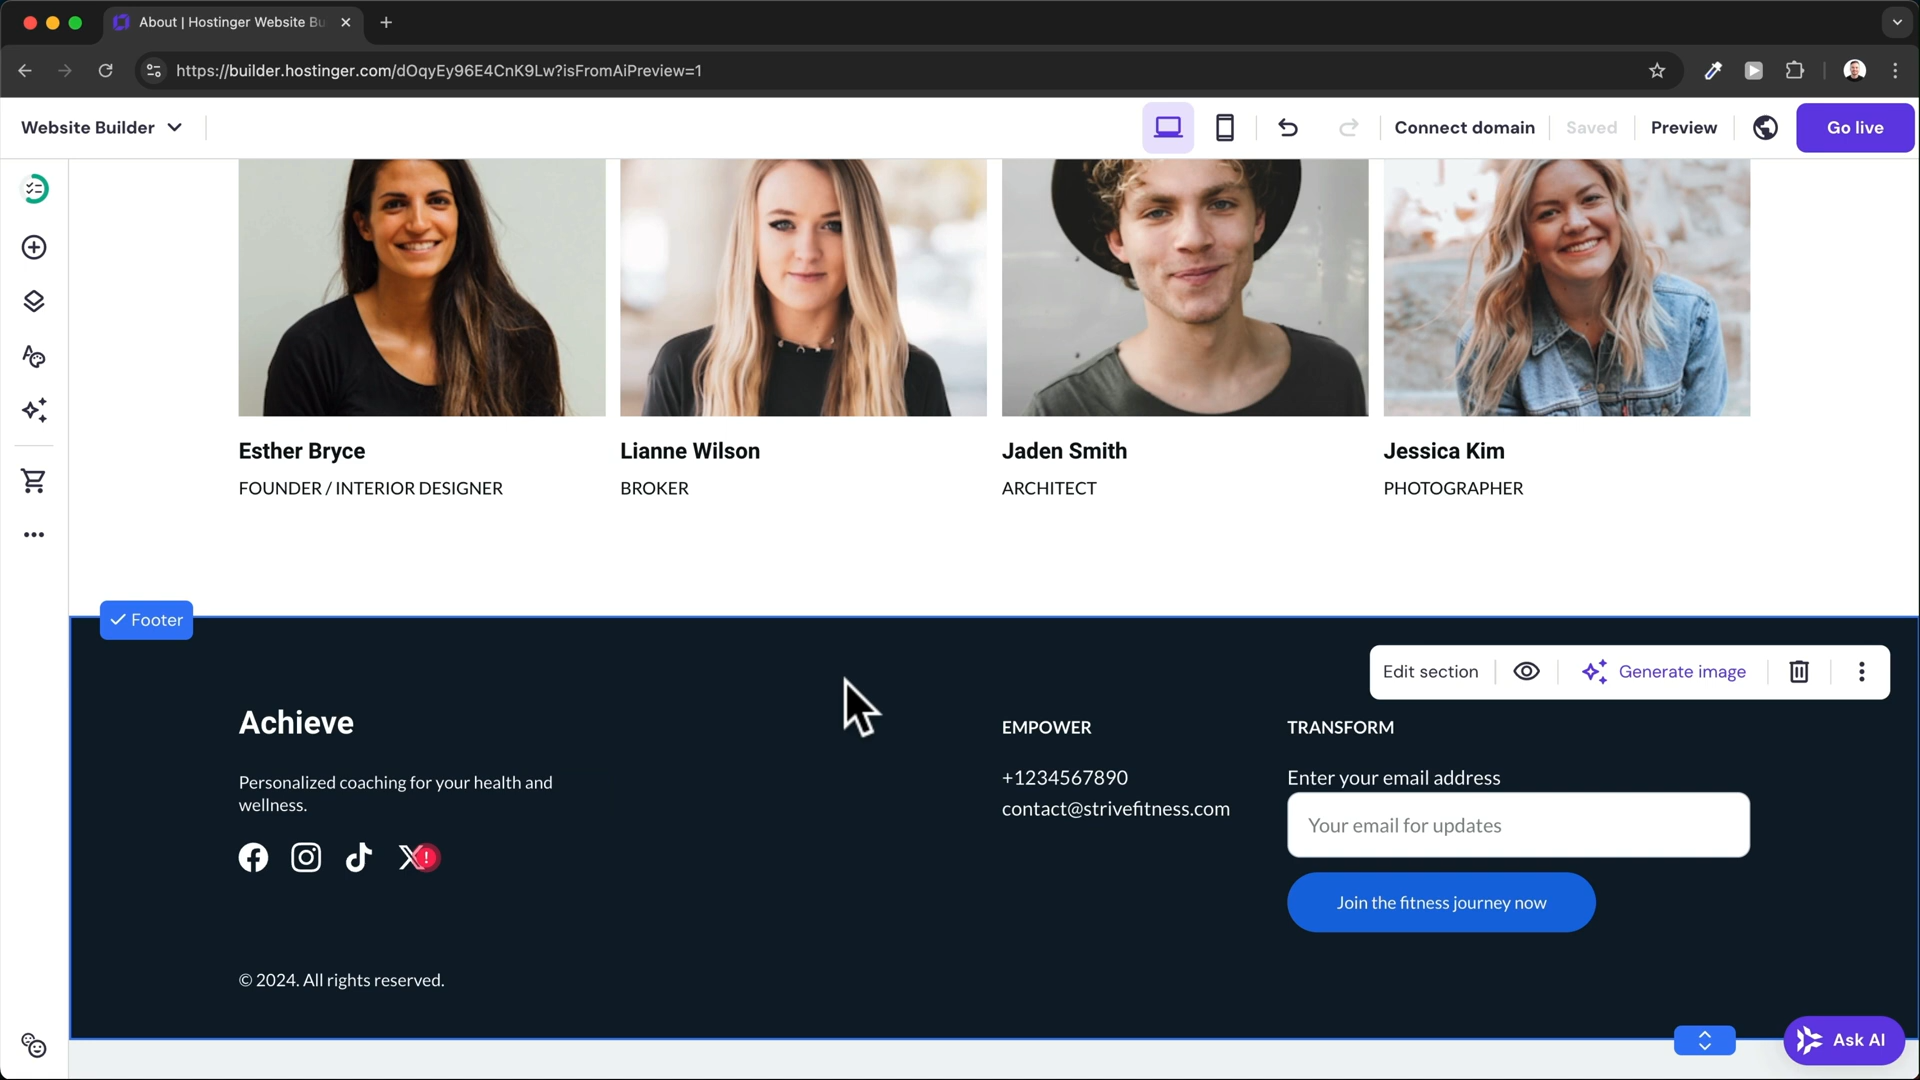 About | Hostinger Website Bu
https://builder.hostinger.com/dOqyEy96E4CnK9Lw?isFromAiPreview=1
Website Builder
Connect domain
Saved
Preview
Go live
Esther Bryce
Lianne Wilson
Jaden Smith
Jessica Kim
FOUNDER / INTERIOR DESIGNER
BROKER
ARCHITECT
PHOTOGRAPHER
Footer
Edit section
Generate image
Achieve
EMPOWER
TRANSFORM
Personalized coaching for your health and
wellness.
+1234567890
contact@strivefitness.com
Enter your email address
Your email for updates
Join the fitness journey now
© 2024. All rights reserved.
Ask AI